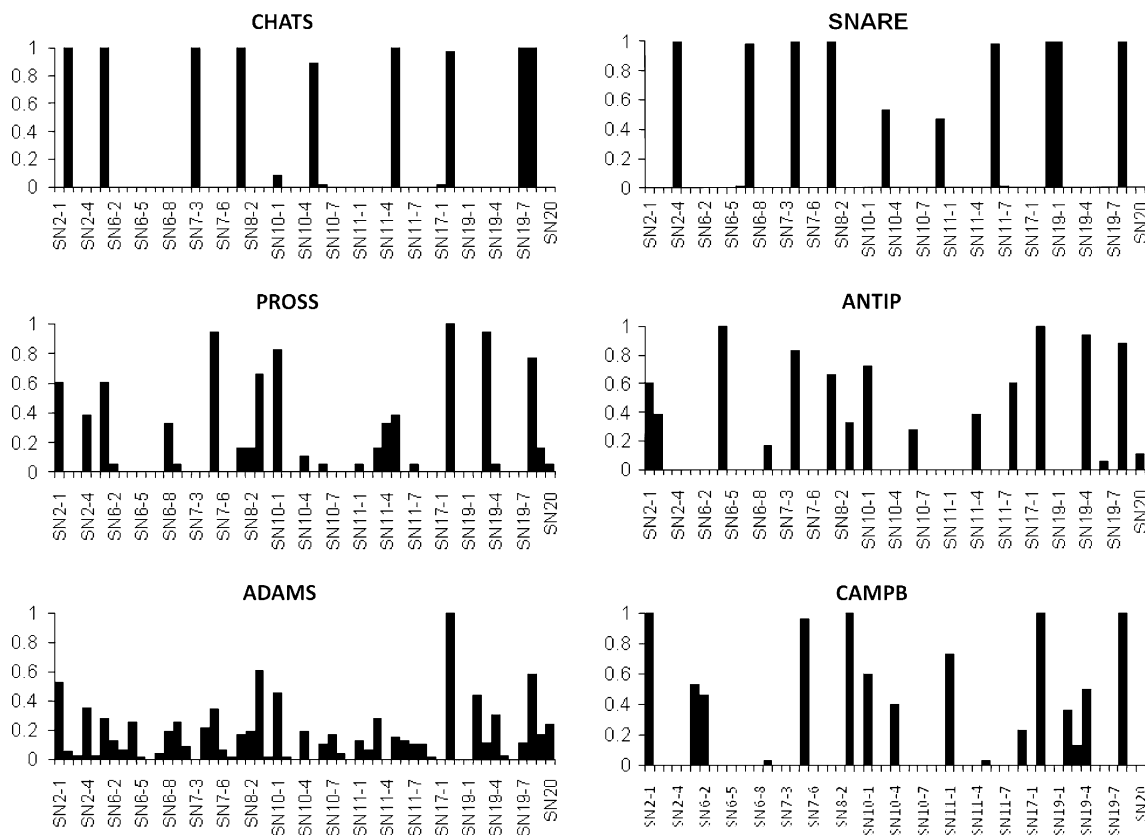 CHATS
1
0.8
0.6
0.4
0.2
0
SN2-1
SN2-4
SN6-2
SN6-5
SN6-8
SN7-3
SN7-6
SN8-2
SN10-1
SN10-4
SN10-7
SN11-1
SN11-4
SN17-1
SN19-1
SN19-4
SN19-7
SN20
SNARE
1
0.8
0.6
0.4
0.2
0
SN2-1
SN2-4
SN6-2
SN6-5
SN6-8
SN7-3
SN7-6
SN8-2
SN10-1
SN10-4
SN10-7
SN11-1
SN1-4
SN11-7
SN17-1
SN19-1
SN19-4
SN19-7
SN20
PROSS
1
0.8
0.6
0.4
0.2
0
SN2-1
SN2-4
SN6-2
SN6-5
SN6-8
SN7-3
SN7-6
SN8-2
SN10-1
SN10-4
SN10-7
SN11-1
SN11-4
SN11-7
SN17-1
SN19-1
SN19-4
SN19-7
SN20
ANTIP
1
0.8
0.6
0.4
0.2
0
SN2-1
SN2-4
SN6-2
SN6-5
SN6-8
SN7-3
SN7-6
SN8-2
SN10-1
SN10-4
SN10-7
SN11-1
SN11-4
SN11-7
SN17-1
SN19-1
SN19-4
SN19-7
SN20
ADAMS
1
0.8
0.6
0.4
0.2
0
SN2-1
SN2-4
SN6-2
SN6-5
SN6-8
SN7-3
SN7-6
SN8-2
SN10-1
SN10-4
SN10-7
SN11-1
SN11-4
SN11-7
SN17-1
SN19-1
SN19-4
SN19-7
SN20
CAMPB
1
0.8
0.6
0.4
0.2
0
SN2-1
SN2-4
SN6-2
SN6-5
SN6-8
SN7-3
SN7-6
SN8-2
SN10-1
SN10-4
SN10-7
SN11-1
SN11-4
SN11-7
SN17-1
SN19-1
SN19-4
SN19-7
SN20